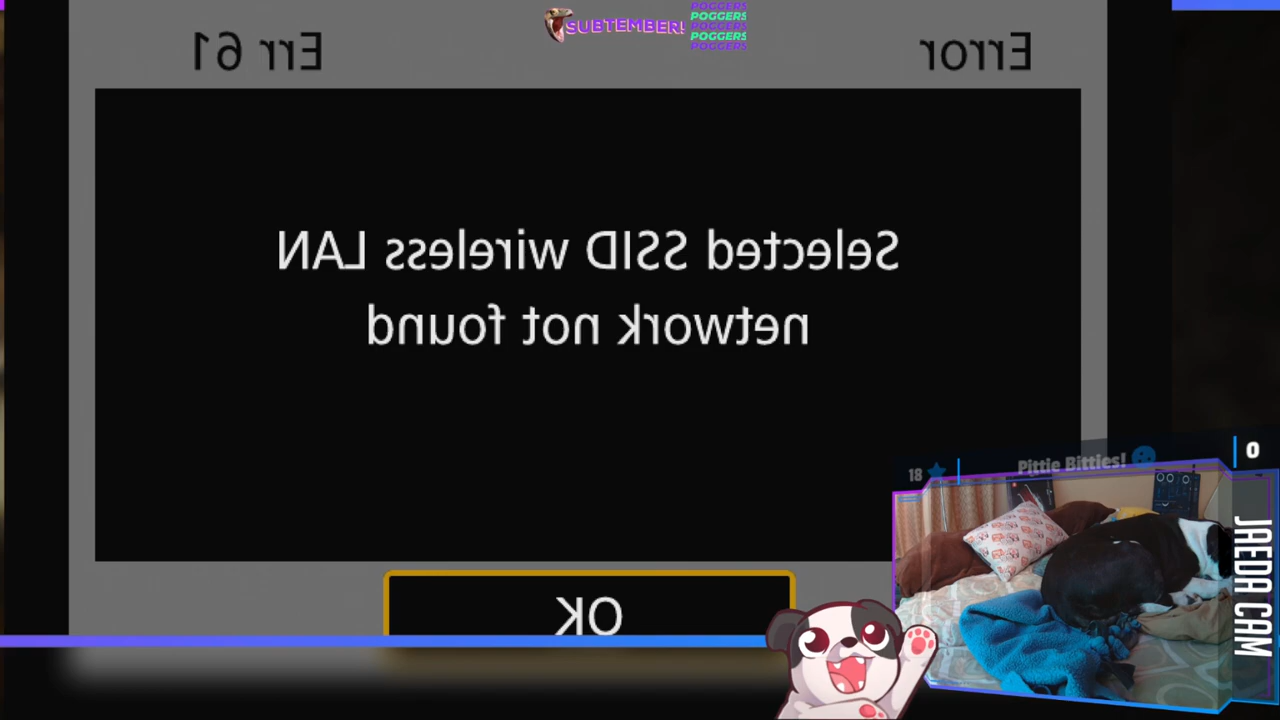 SUBTEMBER!
POGGERS
POGGERS
POGGERS
POGGERS
POGGERS
Error Err 61
Selected SSID wireless LAN
network not found
OK
18
Pittie Bitties!
0
JAEDA CAM